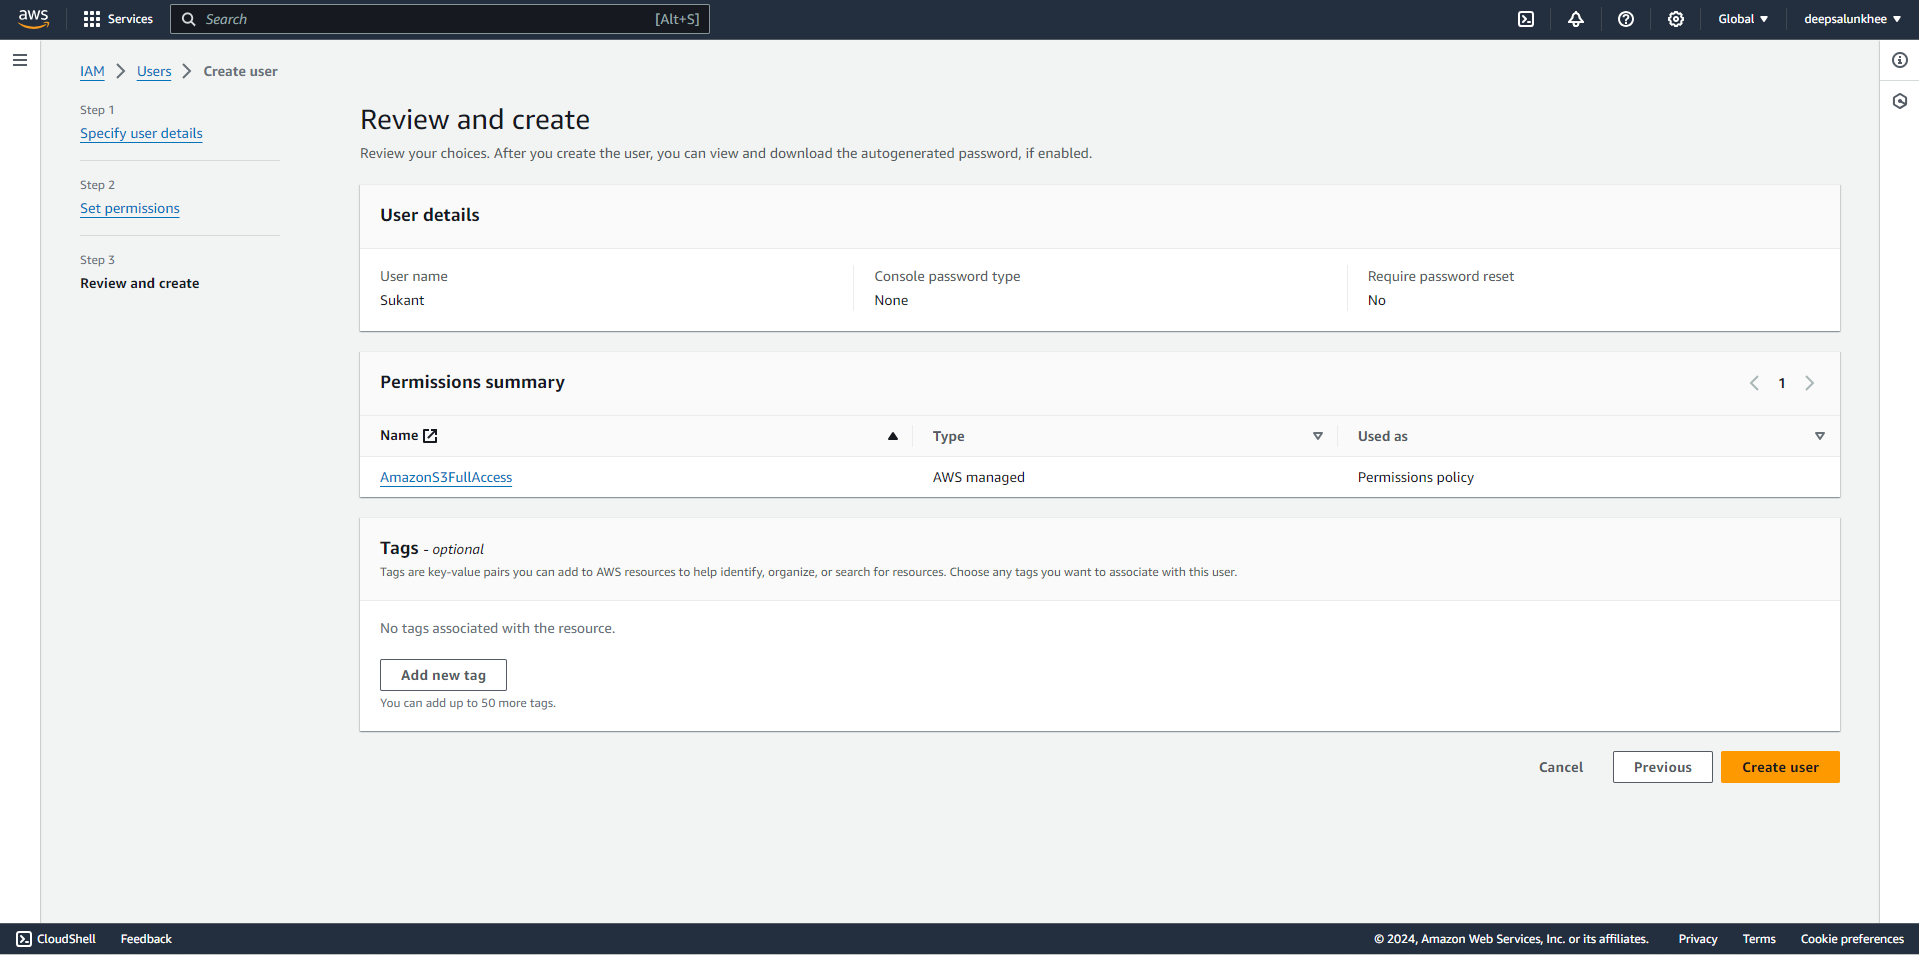 aws
Services
Search
[Alt+S]
Global
deepsalunkhee
IAM
Users
Create user
Step 1
Specify user details
Step 2
Set permissions
Step 3
Review and create
Review and create
Review your choices. After you create the user, you can view and download the autogenerated password, if enabled.
User details
User name
Sukant
Console password type
None
Require password reset
No
Permissions summary
1
Name
Type
Used as
AmazonS3FullAccess
AWS managed
Permissions policy
Tags - optional
Tags are key-value pairs you can add to AWS resources to help identify, organize, or search for resources. Choose any tags you want to associate with this user.
No tags associated with the resource.
Add new tag
You can add up to 50 more tags.
Cancel
Previous
Create user
CloudShell
Feedback
© 2024, Amazon Web Services, Inc. or its affiliates.
Privacy
Terms
Cookie preferences